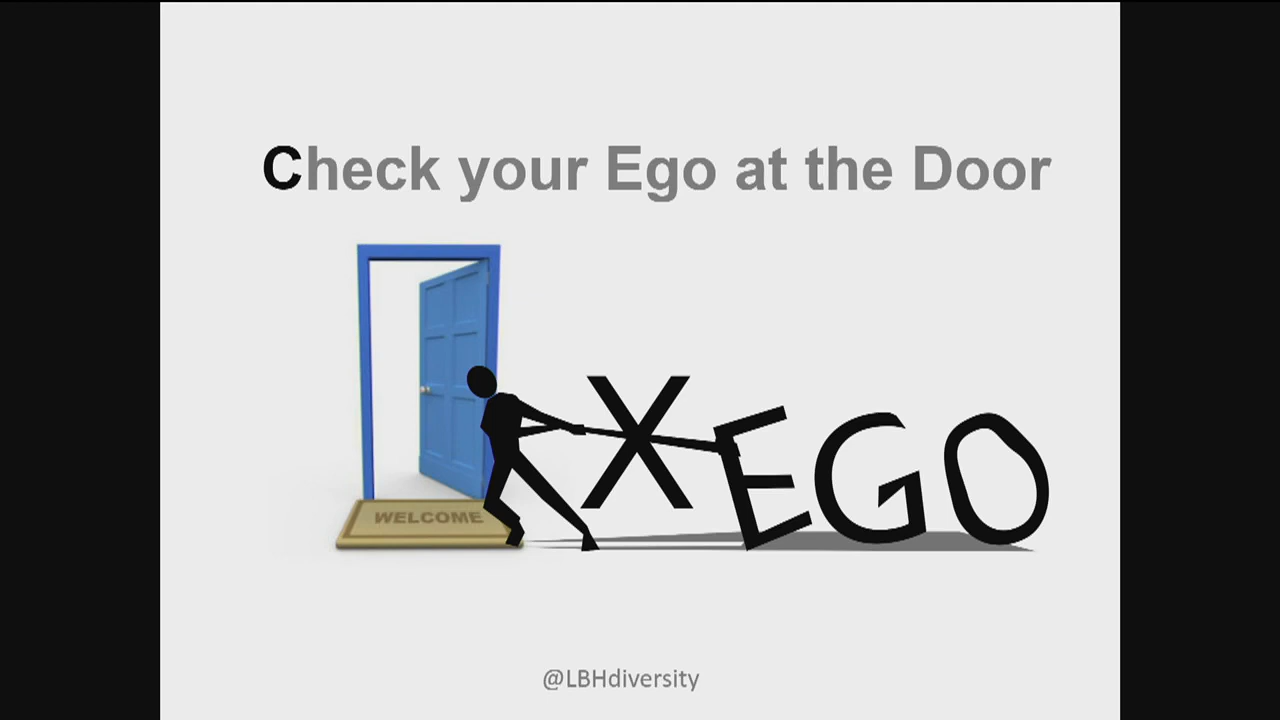 Check your Ego at the Door
X
EGO
WELCOME
@LBHdiversity